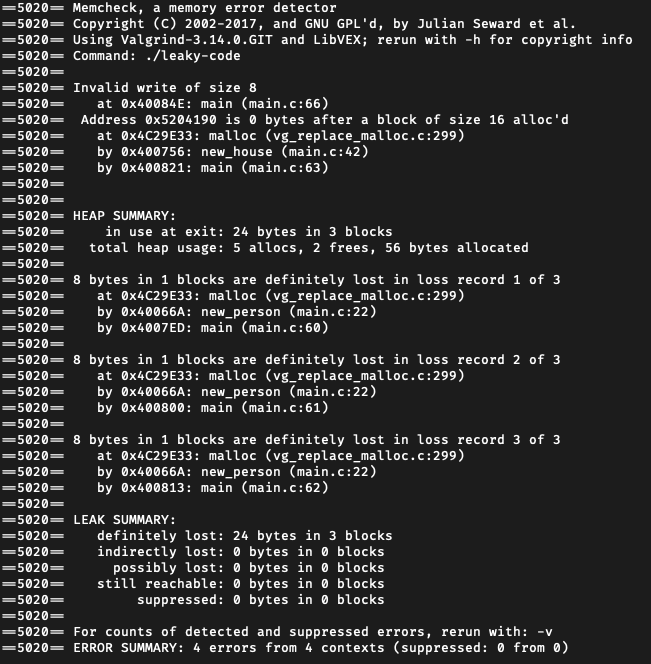 ==5020== Memcheck, a memory error detector
==5020== Copyright (C) 2002-2017, and GNU GPL'd, by Julian Seward et al.
==5020== Using Valgrind-3.14.0.GIT and LibVEX; rerun with -h for copyright info
==5020== Command: ./leaky-code
==5020==
==5020== Invalid write of size 8
==5020==    at 0x40084E: main (main.c:66)
==5020==  Address 0x5204190 is 0 bytes after a block of size 16 alloc'd
==5020==    at 0x4C29E33: malloc (vg_replace_malloc.c:299)
==5020==    by 0x400756: new_house (main.c:42)
==5020==    by 0x400821: main (main.c:63)
==5020==
==5020==
==5020== HEAP SUMMARY:
==5020==     in use at exit: 24 bytes in 3 blocks
==5020==   total heap usage: 5 allocs, 2 frees, 56 bytes allocated
==5020==
==5020== 8 bytes in 1 blocks are definitely lost in loss record 1 of 3
==5020==    at 0x4C29E33: malloc (vg_replace_malloc.c:299)
==5020==    by 0x40066A: new_person (main.c:22)
==5020==    by 0x4007ED: main (main.c:60)
==5020==
==5020== 8 bytes in 1 blocks are definitely lost in loss record 2 of 3
==5020==    at 0x4C29E33: malloc (vg_replace_malloc.c:299)
==5020==    by 0x40066A: new_person (main.c:22)
==5020==    by 0x400800: main (main.c:61)
==5020==
==5020== 8 bytes in 1 blocks are definitely lost in loss record 3 of 3
==5020==    at 0x4C29E33: malloc (vg_replace_malloc.c:299)
==5020==    by 0x40066A: new_person (main.c:22)
==5020==    by 0x400813: main (main.c:62)
==5020==
==5020== LEAK SUMMARY:
==5020==    definitely lost: 24 bytes in 3 blocks
==5020==    indirectly lost: 0 bytes in 0 blocks
==5020==      possibly lost: 0 bytes in 0 blocks
==5020==    still reachable: 0 bytes in 0 blocks
==5020==         suppressed: 0 bytes in 0 blocks
==5020==
==5020== For counts of detected and suppressed errors, rerun with: -v
==5020== ERROR SUMMARY: 4 errors from 4 contexts (suppressed: 0 from 0)